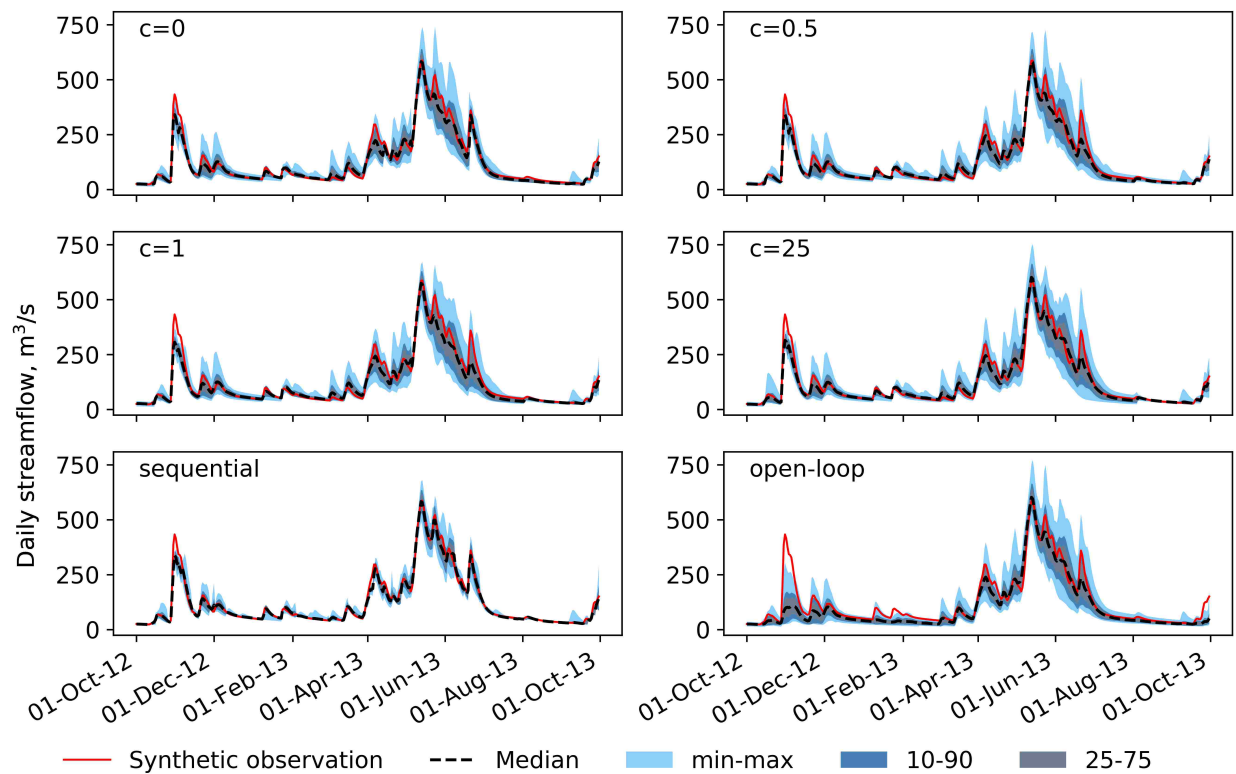 Daily streamflow, m³/s
c=0
750
500
250
0
c=0.5
750
500
250
0
c=1
750
500
250
0
c=25
750
500
250
0
sequential
750
500
250
0
01-Oct-12
01-Dec-12
01-Feb-13
01-Apr-13
01-Jun-13
01-Aug-13
01-Oct-13
open-loop
750
500
250
0
01-Oct-12
01-Dec-12
01-Feb-13
01-Apr-13
01-Jun-13
01-Aug-13
01-Oct-13
Synthetic observation Median min-max 10-90 25-75